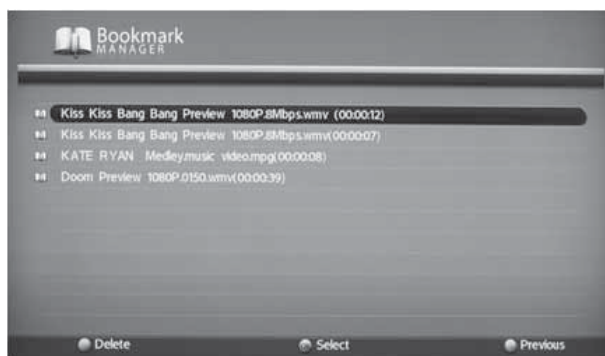 Bookmark
MANAGER
Kiss Kiss Bang Bang Preview 1080P.8Mbps.wmv (00:00:12)
Kiss Kiss Bang Bang Preview 1080P.8Mbps.wmv(00:00:07)
KATE RYAN Medley.music video.mpg(00:00:08)
Doom Preview 1080P.0150.wmv(00:00:39)
Delete Select Previous